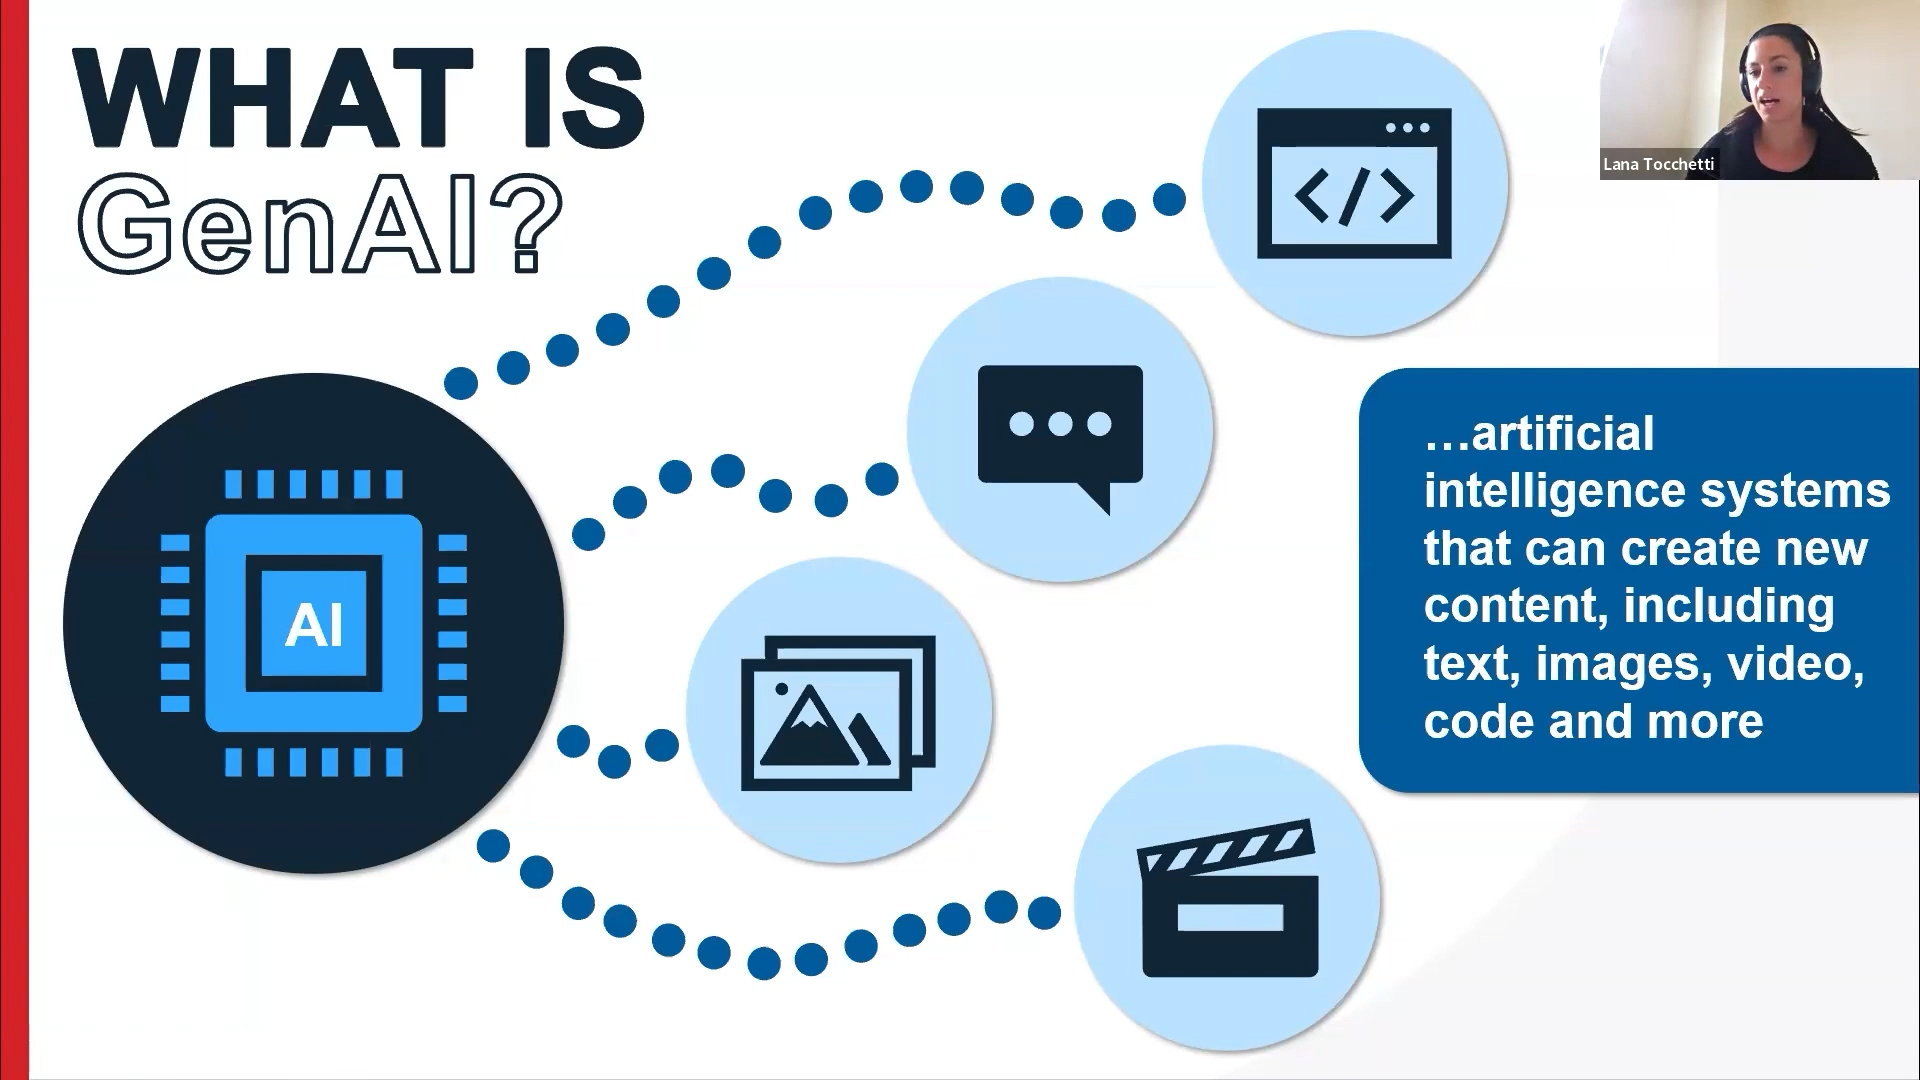 WHAT IS
GenAI?
Lana Tocchetti
</>
...artificial
intelligence systems
that can create new
content, including
text, images, video,
code and more
AI